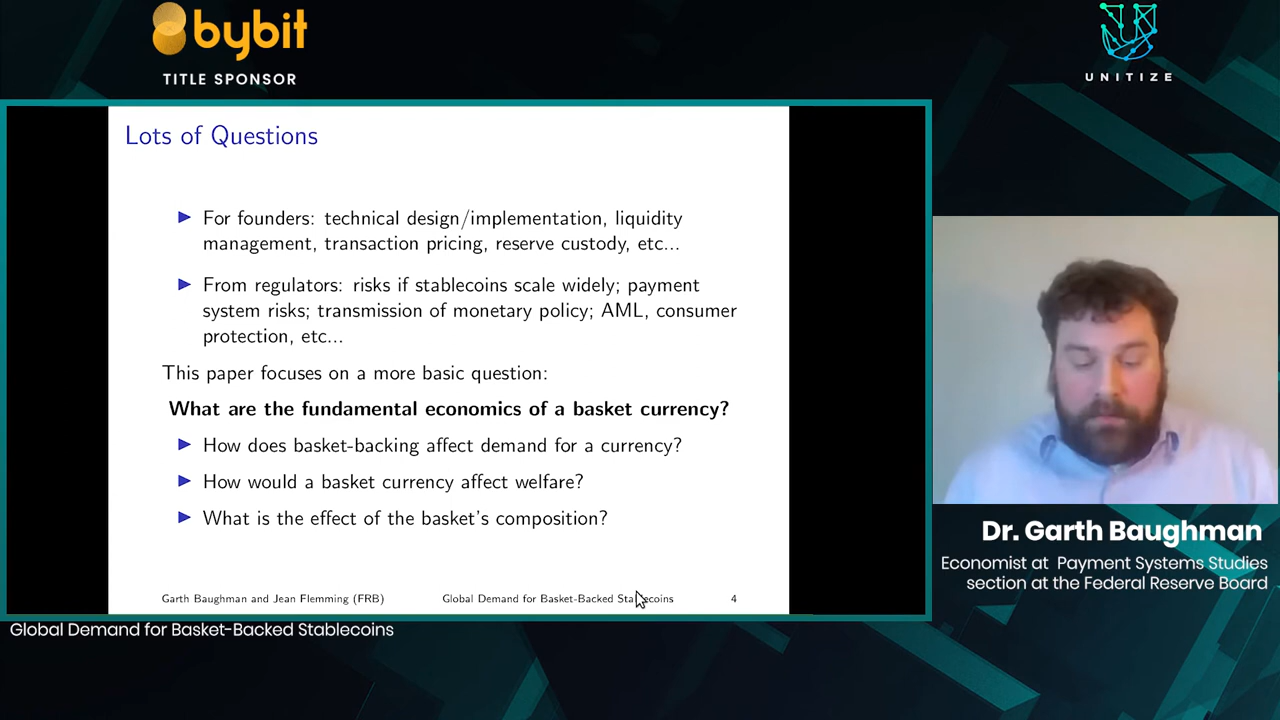 bybit
TITLE SPONSOR
UNITIZE
Lots of Questions
For founders: technical design/implementation, liquidity
management, transaction pricing, reserve custody, etc...
From regulators: risks if stablecoins scale widely; payment
system risks; transmission of monetary policy; AML, consumer
protection, etc...
This paper focuses on a more basic question:
What are the fundamental economics of a basket currency?
How does basket-backing affect demand for a currency?
How would a basket currency affect welfare?
What is the effect of the basket's composition?
Garth Baughman and Jean Flemming (FRB)
Global Demand for Basket-Backed Stablecoins
4
Dr. Garth Baughman
Economist at Payment Systems Studies
section at the Federal Reserve Board
Global Demand for Basket-Backed Stablecoins